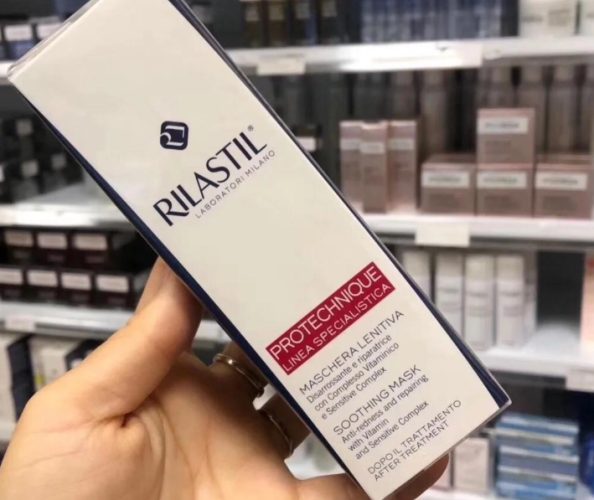 RILASTIL®
LABORATORI MILANO
PROTECHNIQUE
LINEA SPECIALISTICA
MASCHERA LENITIVA
Disarrossante e riparatrice
con Complesso Vitaminico
e Sensitive Complex
SOOTHING MASK
Anti-redness and repairing
with Vitamin
and Sensitive Complex
DOPO IL TRATTAMENTO
AFTER TREATMENT